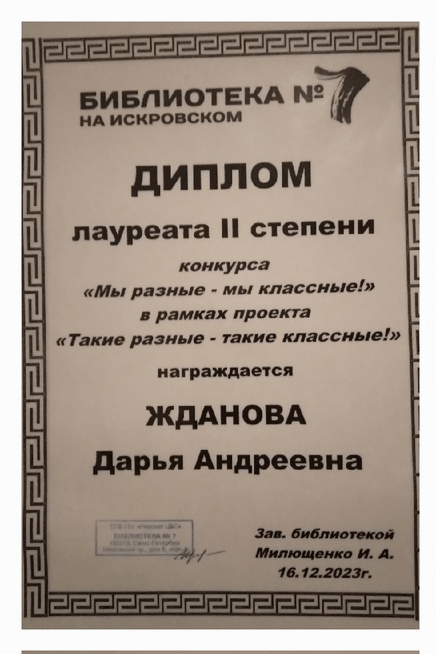 БИБЛИОТЕКА № 7
НА ИСКРОВСКОМ
ДИПЛОМ
лауреата II степени
конкурса
«Мы разные - мы классные!»
в рамках проекта
«Такие разные - такие классные!»
награждается
ЖДАНОВА
Дарья Андреевна
БИБЛИОТЕКА № 7
Зав. библиотекой
Милющенко И. А.
16.12.2023г.